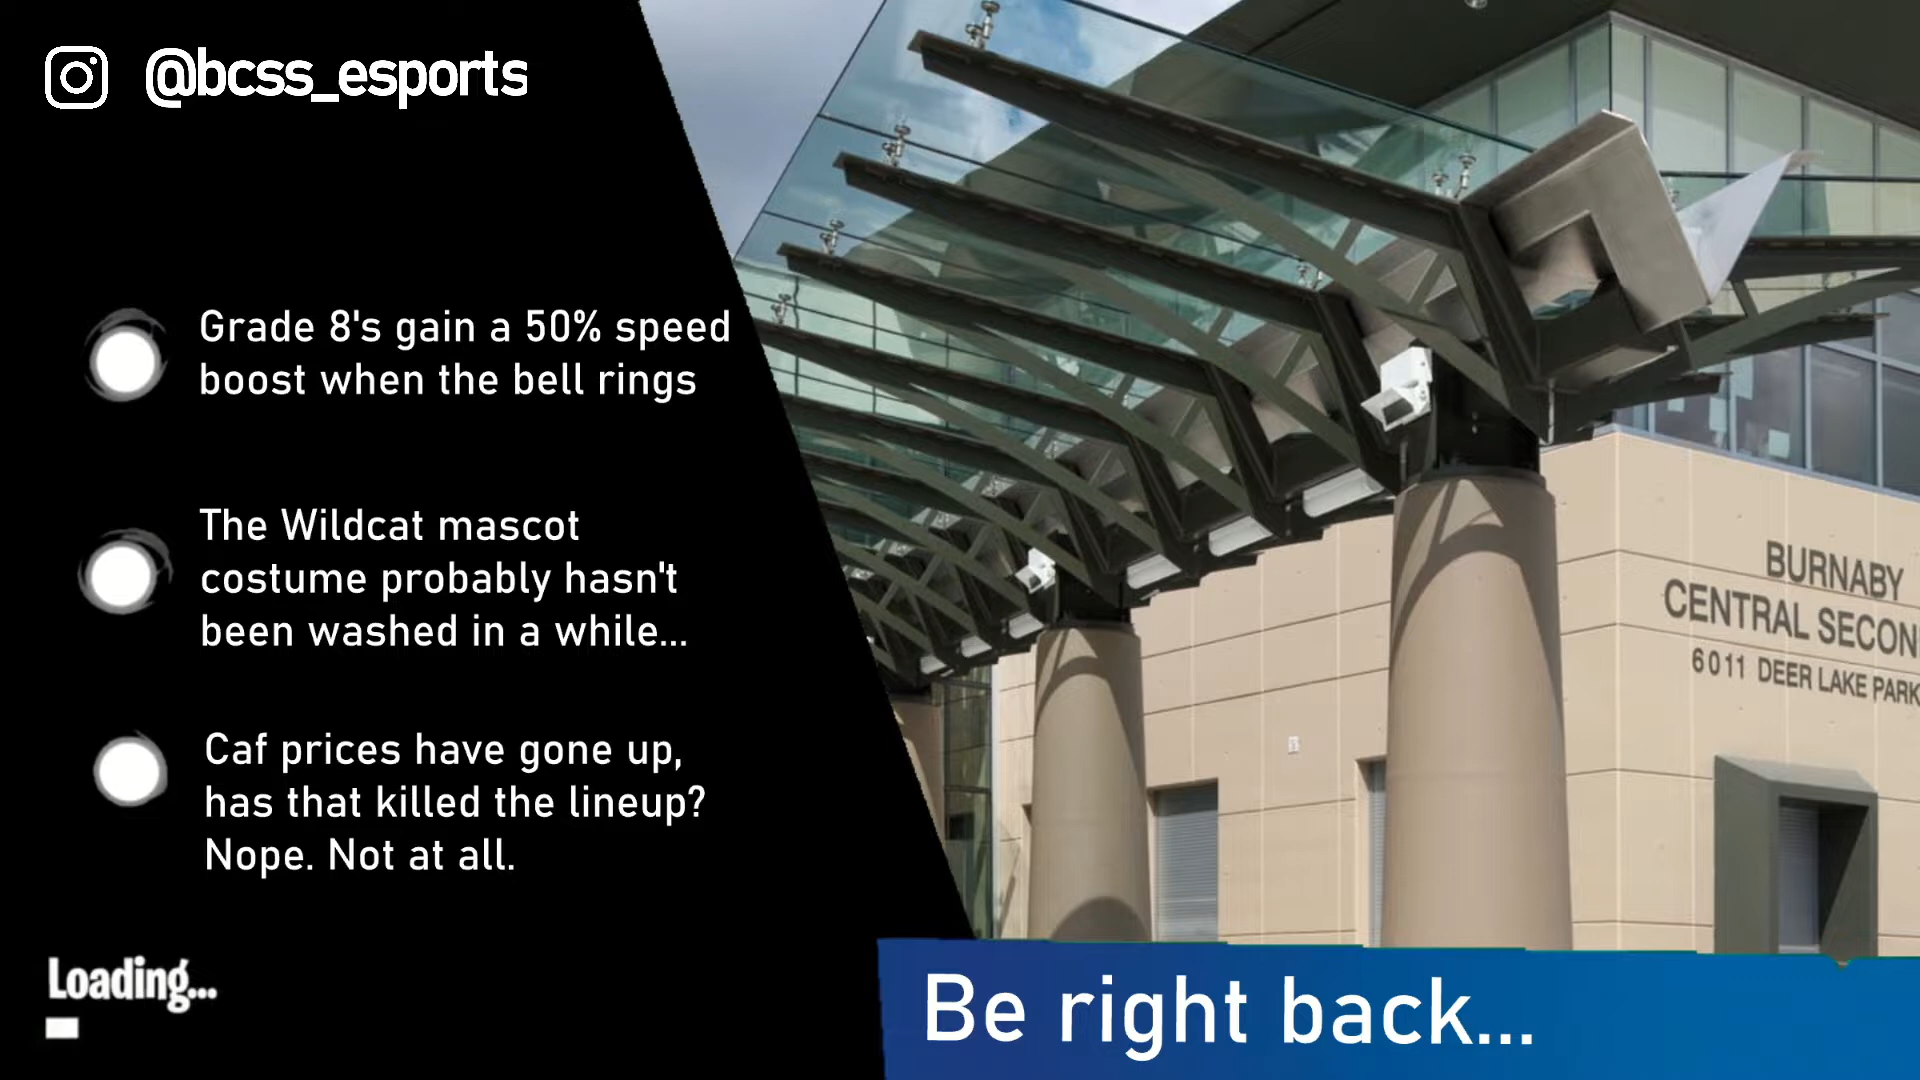 @bcss_esports
Grade 8's gain a 50% speed
boost when the bell rings
The Wildcat mascot
costume probably hasn't
been washed in a while...
Caf prices have gone up,
has that killed the lineup?
Nope. Not at all.
Loading...
BURNABY
CENTRAL SECON
6011 DEER LAKE PARK
Be right back...